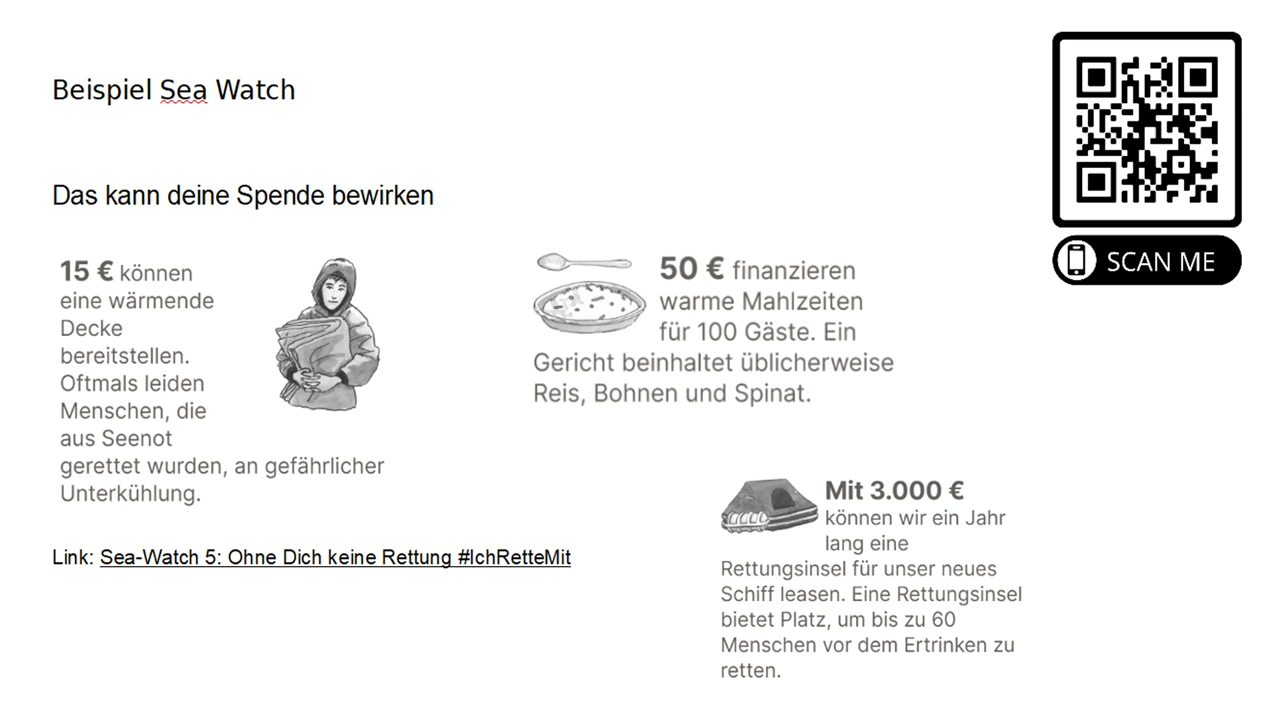 Beispiel Sea Watch
Das kann deine Spende bewirken
15 € können
eine wärmende
Decke
bereitstellen.
Oftmals leiden
Menschen, die
aus Seenot
gerettet wurden, an gefährlicher
Unterkühlung.
50 € finanzieren
warme Mahlzeiten
für 100 Gäste. Ein
Gericht beinhaltet üblicherweise
Reis, Bohnen und Spinat.
Mit 3.000 €
können wir ein Jahr
lang eine
Rettungsinsel für unser neues
Schiff leasen. Eine Rettungsinsel
bietet Platz, um bis zu 60
Menschen vor dem Ertrinken zu
retten.
Link: Sea-Watch 5: Ohne Dich keine Rettung #IchRetteMit
SCAN ME